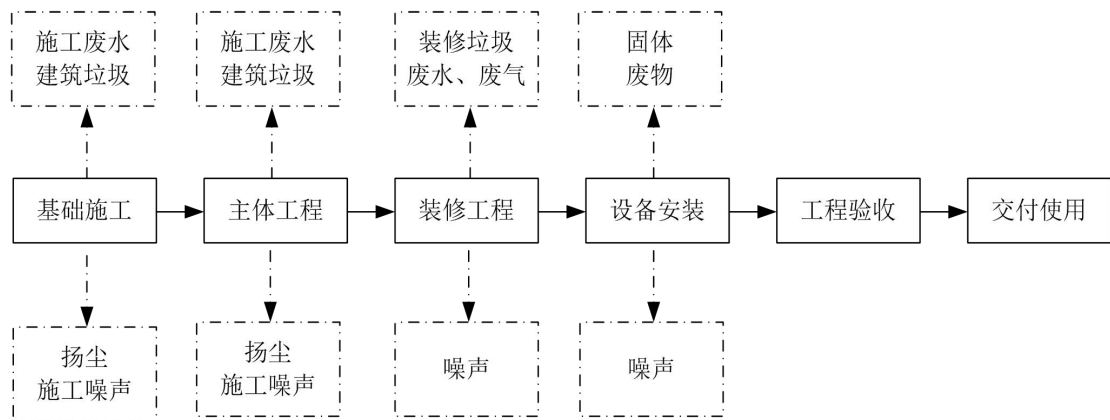 施工废水
建筑垃圾
施工废水
建筑垃圾
装修垃圾
废水、废气
固体
废物
基础施工
主体工程
装修工程
设备安装
工程验收
交付使用
扬尘
施工噪声
扬尘
施工噪声
噪声
噪声